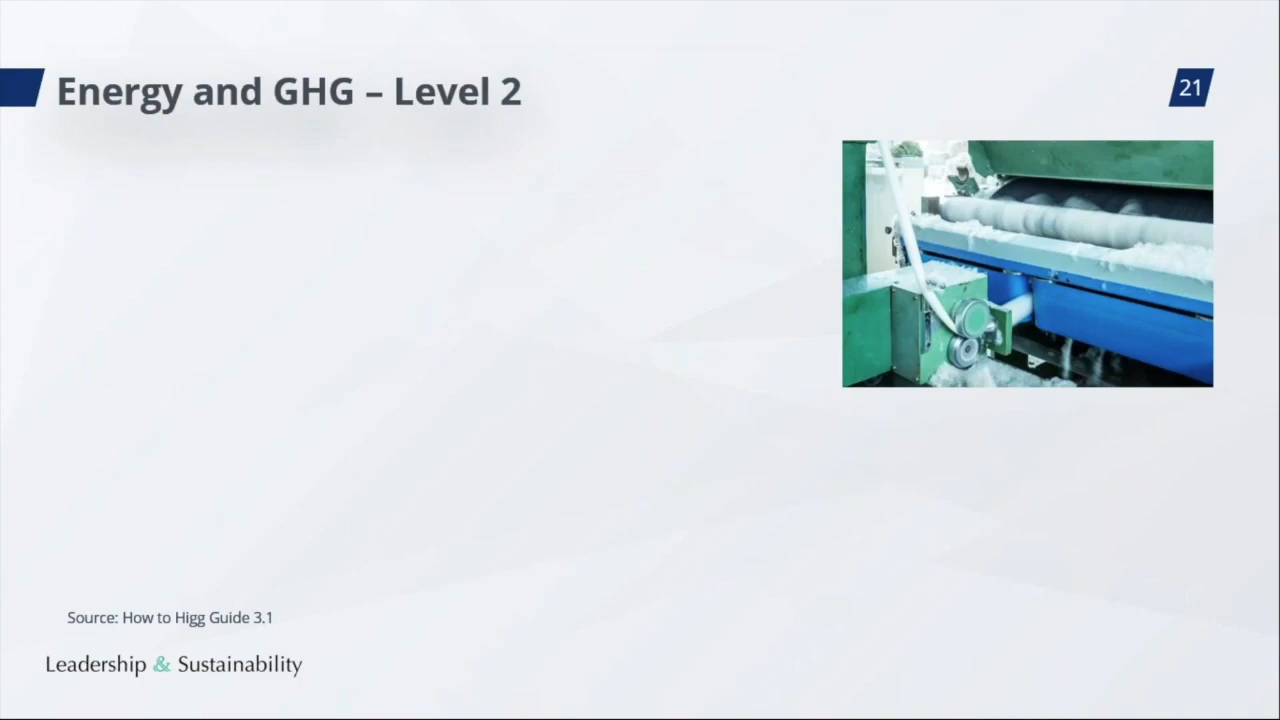 Energy and GHG – Level 2
21
Source: How to Higg Guide 3.1
Leadership & Sustainability